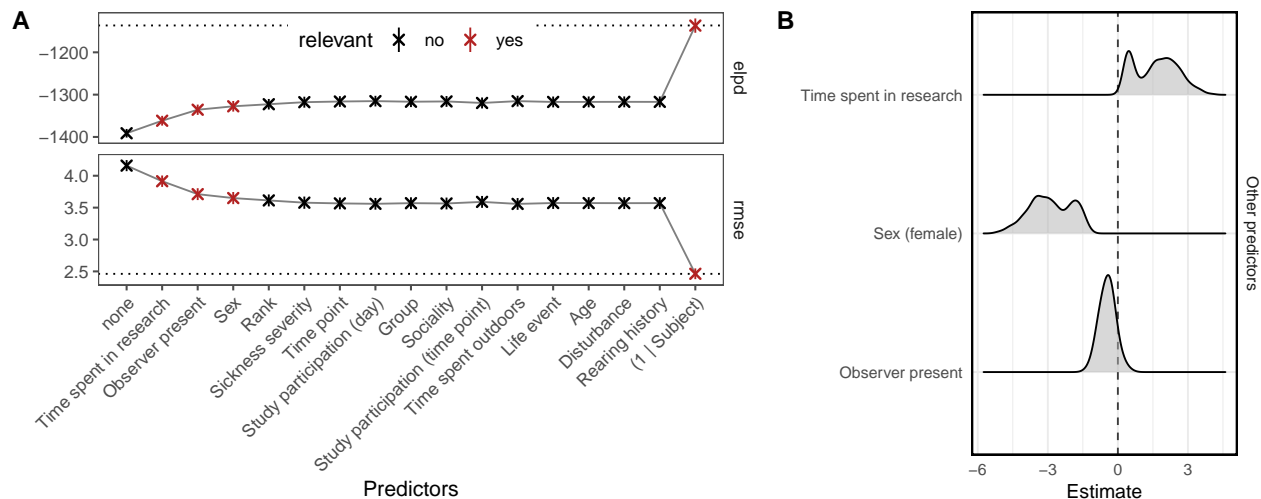 A
relevant no yes
−1200
−1300
−1400
elpd
4.0
3.5
3.0
2.5
rmse
none
Time spent in research
Observer present
Sex
Rank
Sickness severity
Time point
Study participation (day)
Group
Sociality
Study participation (time point)
Time spent outdoors
Life event
Age
Disturbance
Rearing history
(1 | Subject)
Predictors
B
Time spent in research
Sex (female)
Observer present
Other predictors
−6 −3 0 3
Estimate